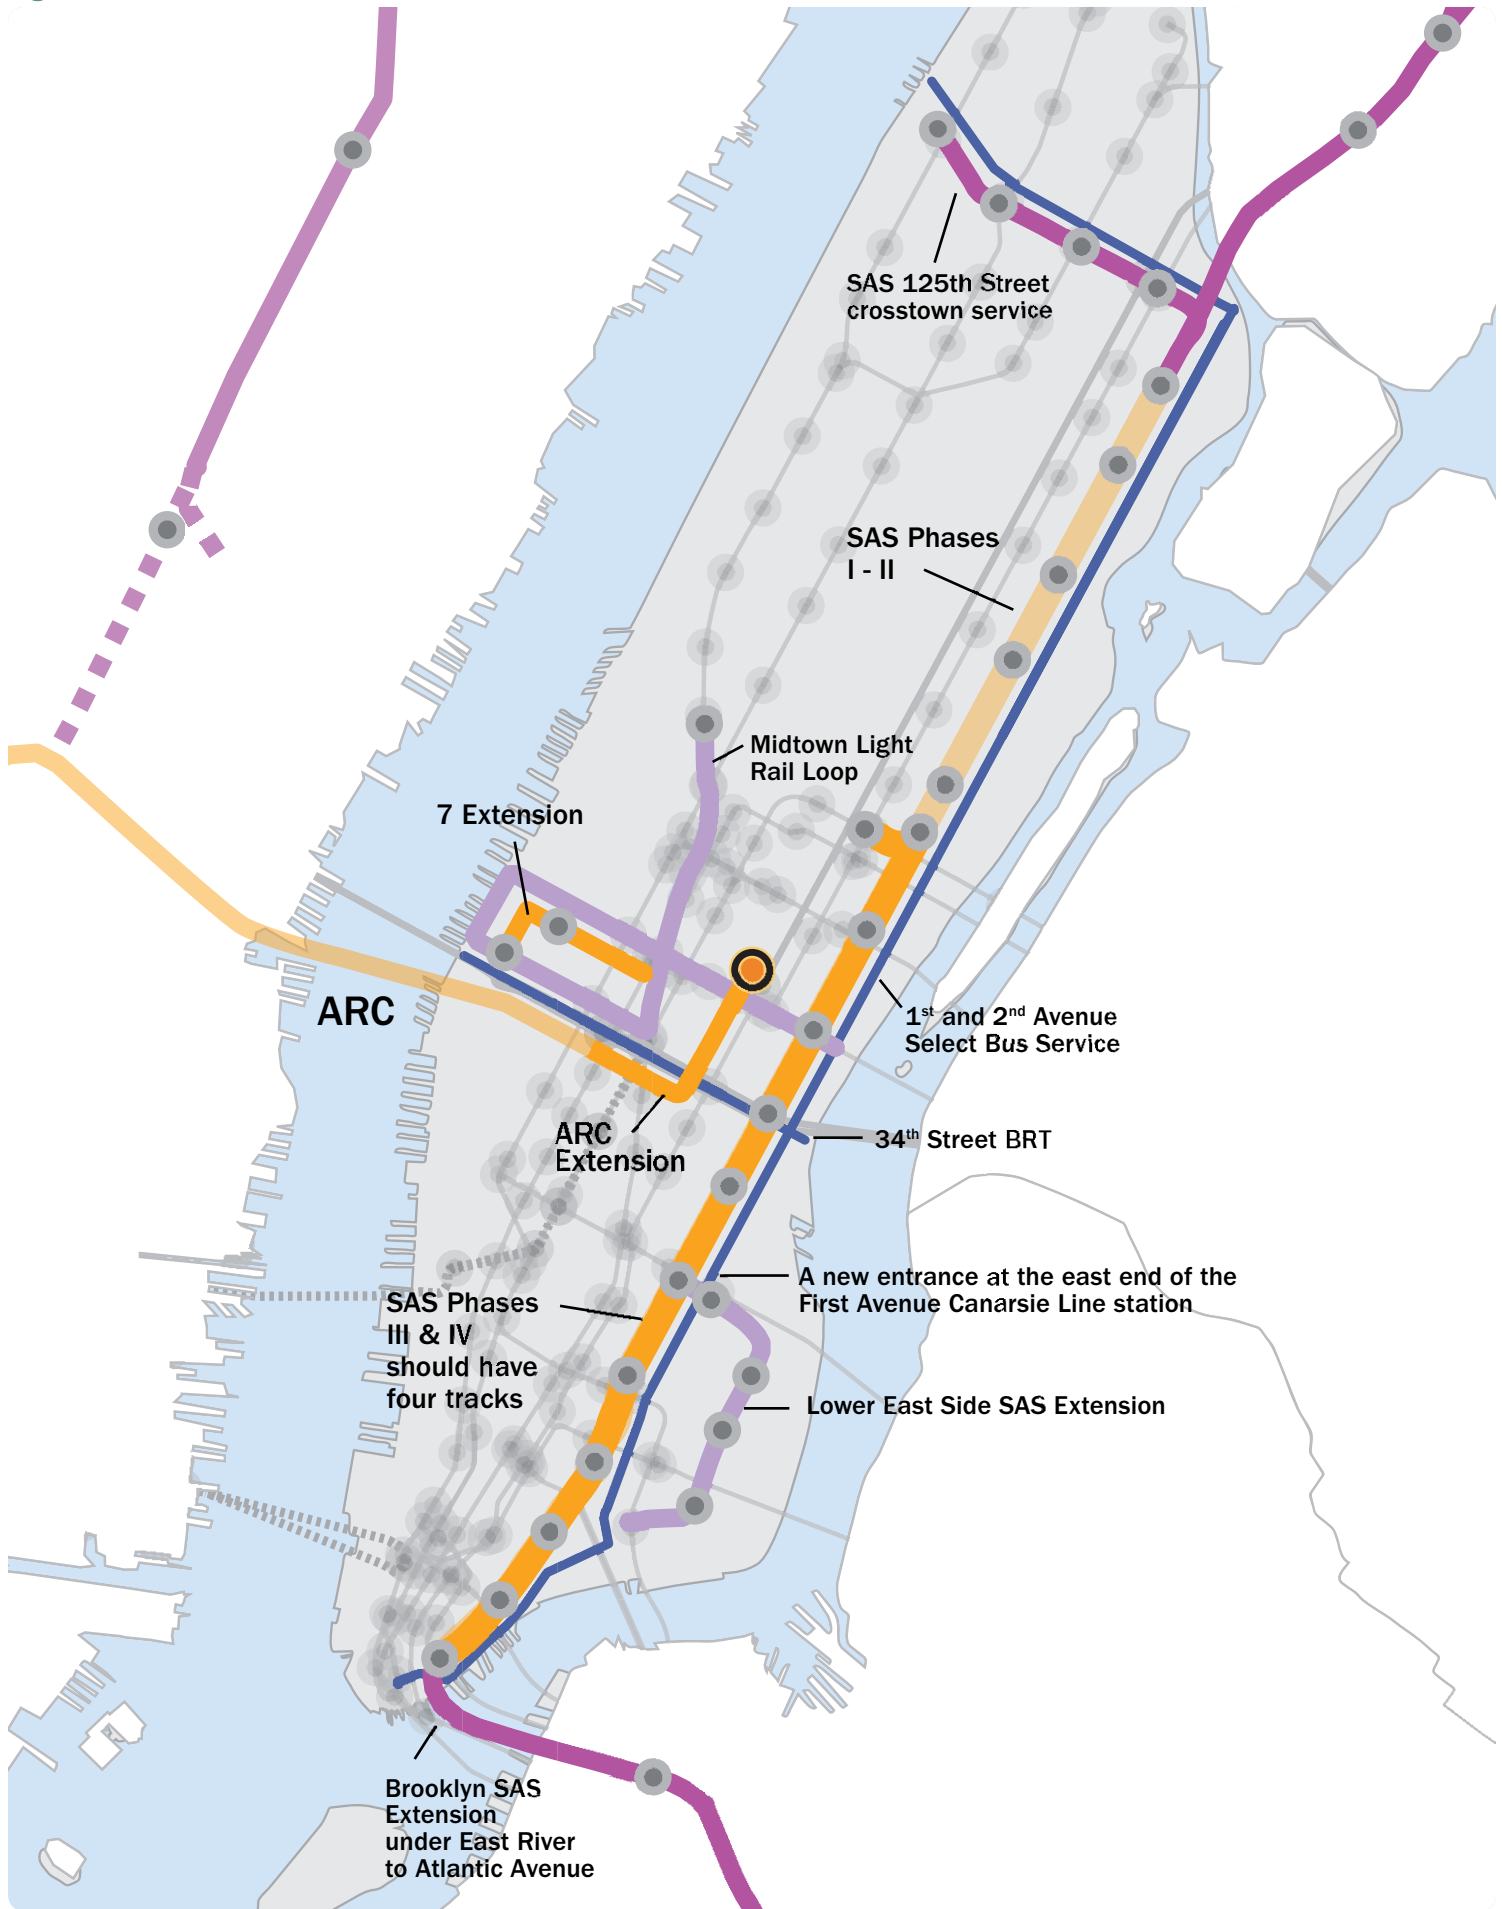 SAS 125th Street
crosstown service
SAS Phases
I - II
Midtown Light
Rail Loop
7 Extension
ARC
1st and 2nd Avenue
Select Bus Service
ARC
Extension
34th Street BRT
A new entrance at the east end of the
First Avenue Canarsie Line station
SAS Phases
III & IV
should have
four tracks
Lower East Side SAS Extension
Brooklyn SAS
Extension
under East River
to Atlantic Avenue